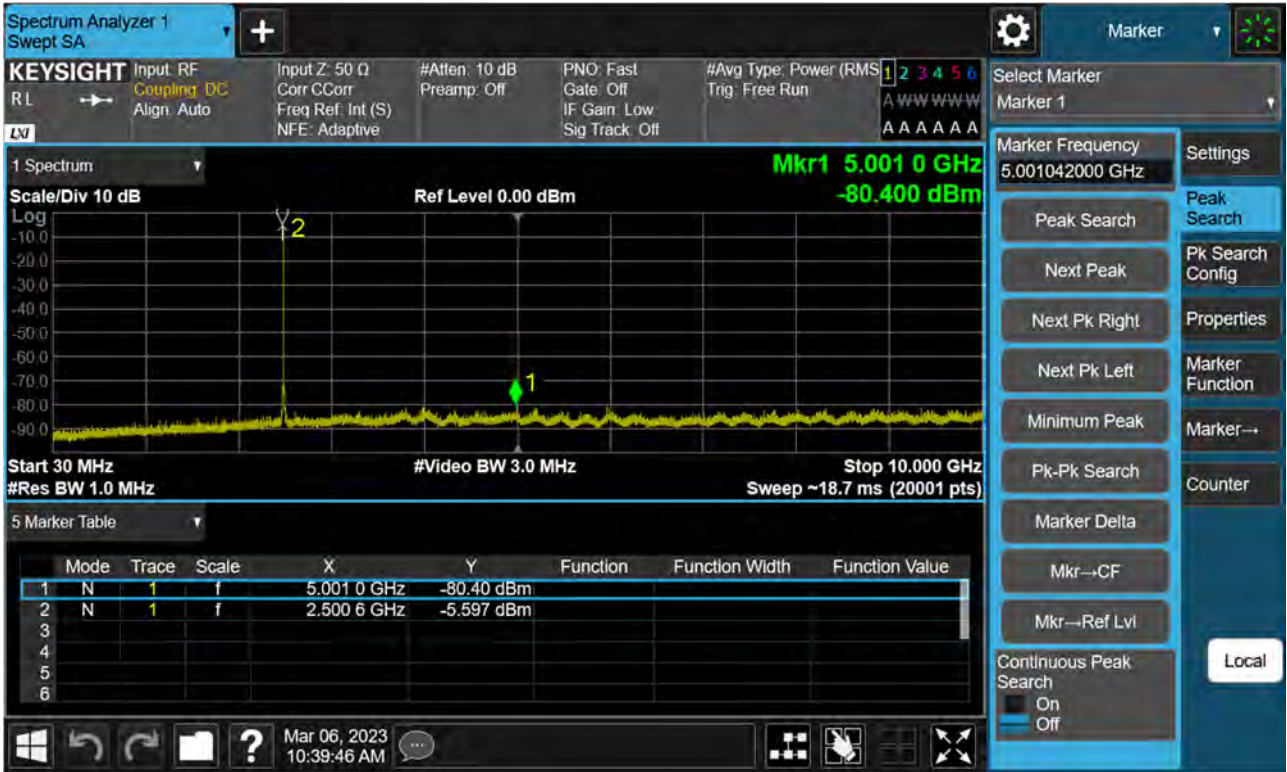 Spectrum Analyzer 1
Swept SA
+
Marker
KEYSIGHT
R L
LXI
Input: RF
Coupling: DC
Align: Auto
Input Z: 50 Ω
Corr CCorr
Freq Ref: Int (S)
NFE: Adaptive
#Atten: 10 dB
Preamp: Off
PNO: Fast
Gate: Off
IF Gain: Low
Sig Track: Off
#Avg Type: Power (RMS
Trig: Free Run
1 2 3 4 5 6
A W W W W W
A A A A A A
Select Marker
Marker 1
1 Spectrum
Mkr1 5.001 0 GHz
-80.400 dBm
Scale/Div 10 dB
Ref Level 0.00 dBm
Log
-10.0
-20.0
-30.0
-40.0
-50.0
-60.0
-70.0
-80.0
-90.0
2
1
Start 30 MHz
#Video BW 3.0 MHz
Stop 10.000 GHz
#Res BW 1.0 MHz
Sweep ~18.7 ms (20001 pts)
5 Marker Table
Mode Trace Scale X Y Function Function Width Function Value
1 N 1 f 5.001 0 GHz -80.40 dBm
2 N 1 f 2.500 6 GHz -5.597 dBm
3
4
5
6
Marker Frequency
5.001042000 GHz
Peak Search
Next Peak
Next Pk Right
Next Pk Left
Minimum Peak
Pk-Pk Search
Marker Delta
Mkr→CF
Mkr→Ref Lvl
Continuous Peak
Search
On
Off
Settings
Peak
Search
Pk Search
Config
Properties
Marker
Function
Marker→
Counter
Local
?
Mar 06, 2023
10:39:46 AM